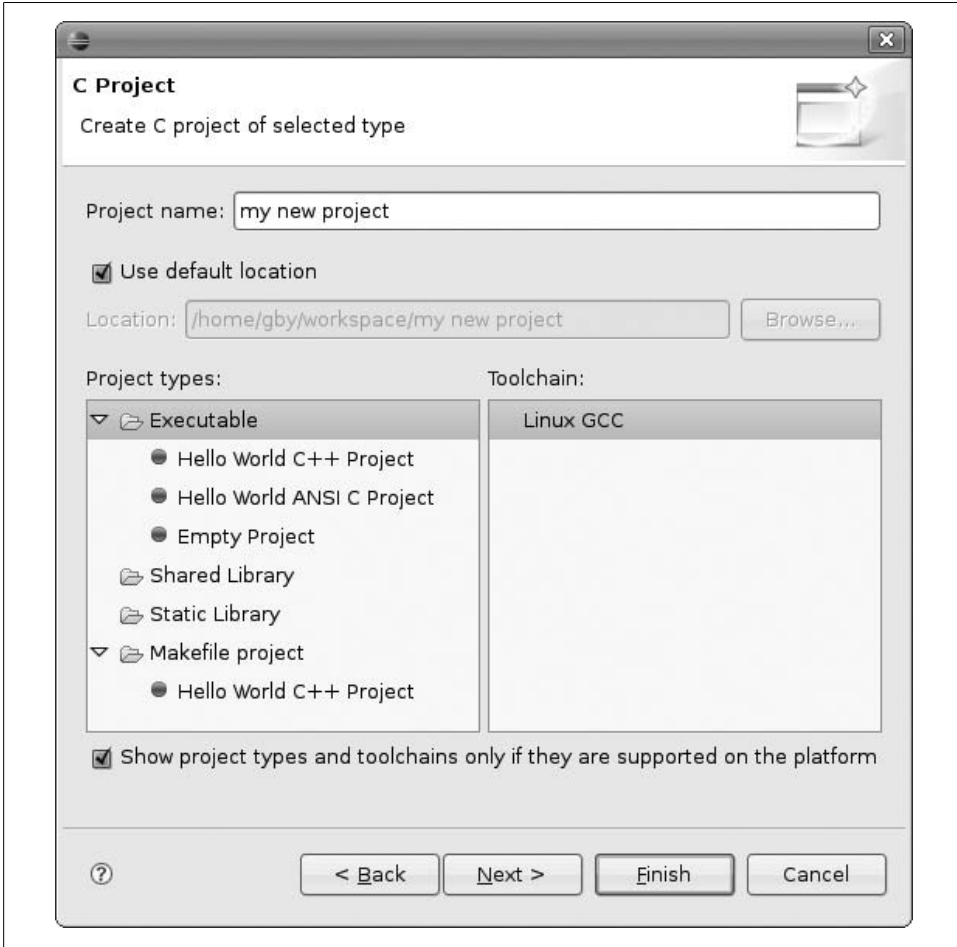 C Project
Create C project of selected type
Project name: my new project
Use default location
Location: /home/gby/workspace/my new project Browse...
Project types: Toolchain:
Executable Linux GCC
Hello World C++ Project
Hello World ANSI C Project
Empty Project
Shared Library
Static Library
Makefile project
Hello World C++ Project
Show project types and toolchains only if they are supported on the platform
? < Back Next > Finish Cancel